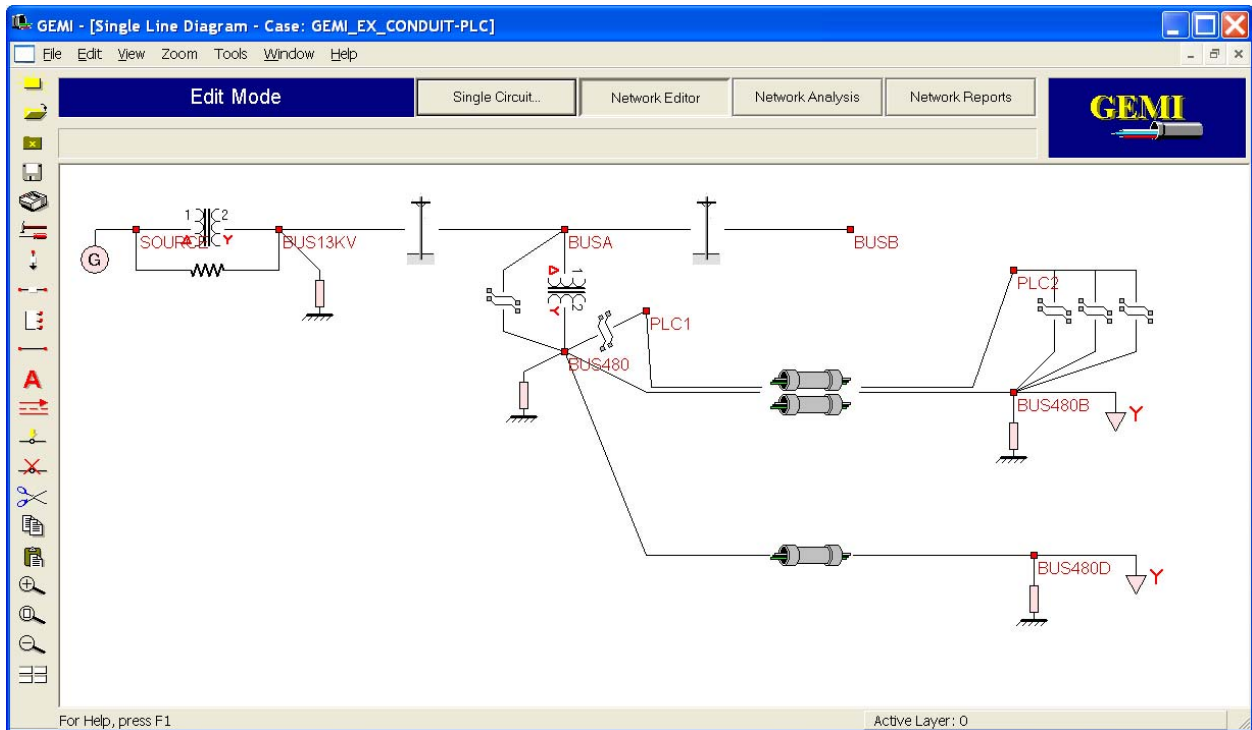 GEMI - [Single Line Diagram - Case: GEMI_EX_CONDUIT-PLC]
File Edit View Zoom Tools Window Help
Edit Mode
Single Circuit...
Network Editor
Network Analysis
Network Reports
GEMI
A
1 2
SOURCE
Δ Y
BUS13KV
G
BUSA
BUSB
Δ 1
Y 2
PLC1
PLC2
BUS480
BUS480B
Y
BUS480D
Y
For Help, press F1
Active Layer: 0